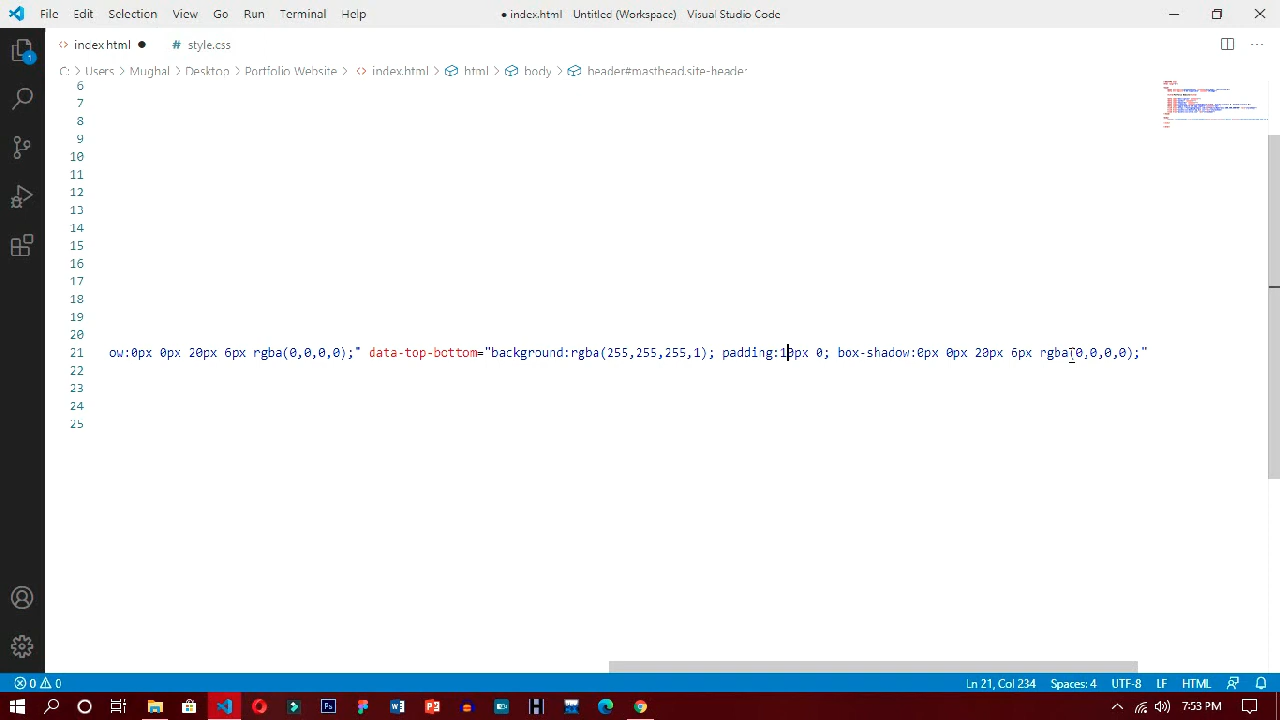 File Edit Selection View Go Run Terminal Help
● index.html - Untitled (Workspace) - Visual Studio Code
1
<> index.html ●
# style.css
C: > Users > Mughal > Desktop > Portfolio Website > <> index.html > html > body > header#masthead.site-header
6
7
8
9
10
11
12
13
14
15
16
17
18
19
20
21 ow:0px 0px 20px 6px rgba(0,0,0,0);" data-top-bottom="background:rgba(255,255,255,1); padding:10px 0; box-shadow:0px 0px 20px 6px rgba(0,0,0,0);"
22
23
24
25
0 0 Ln 21, Col 234 Spaces: 4 UTF-8 LF HTML
7:53 PM